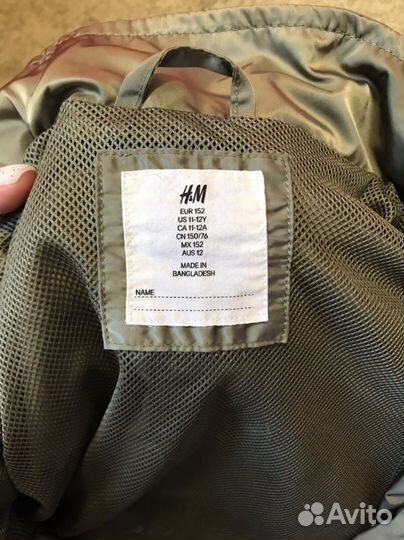 H&M
EUR 152
US 11-12Y
CA 11-12A
CN 150/76
MX 152
AUS 12
MADE IN
BANGLADESH
NAME:
Avito